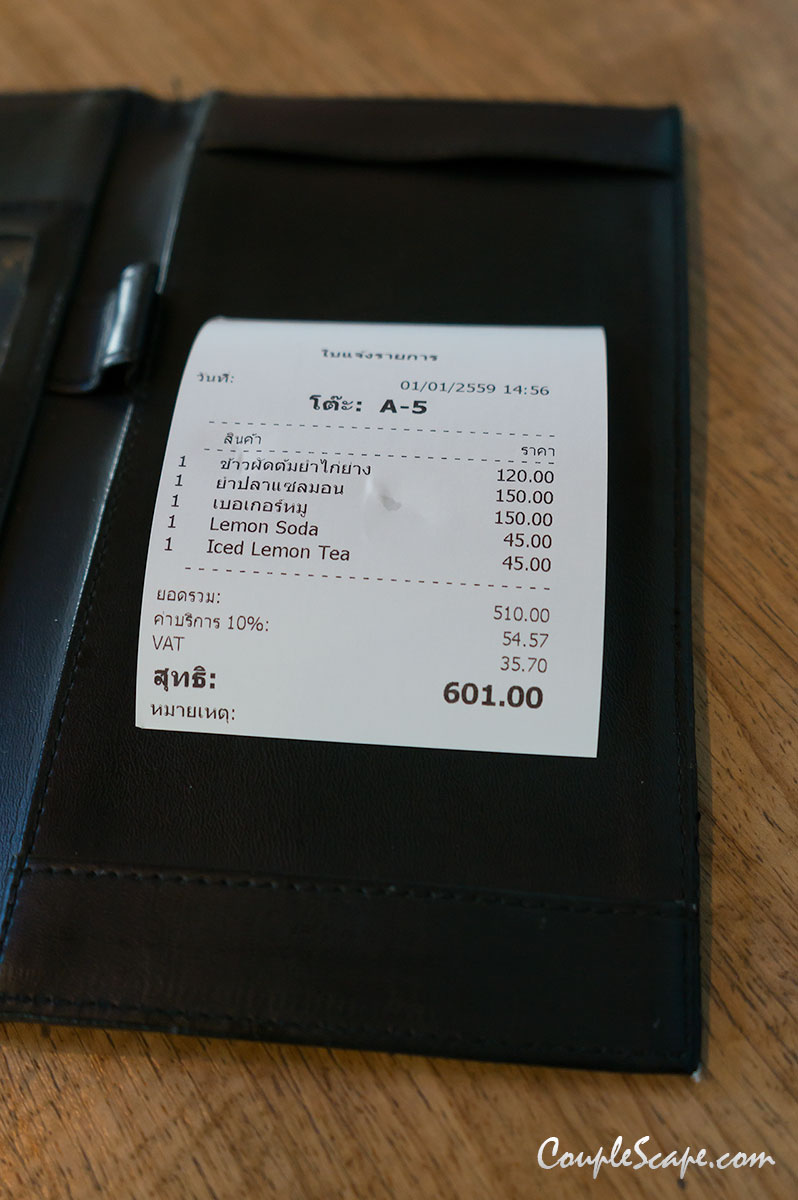 ใบแจ้งรายการ
วันที่: 01/01/2559 14:56
โต๊ะ: A-5
สินค้า ราคา
1 ข้าวผัดต้มยำไก่ย่าง 120.00
1 ยำปลาแซลมอน 150.00
1 เบอเกอร์หมู 150.00
1 Lemon Soda 45.00
1 Iced Lemon Tea 45.00
ยอดรวม: 510.00
ค่าบริการ 10%: 54.57
VAT 35.70
สุทธิ: 601.00
หมายเหตุ:
CoupleScape.com